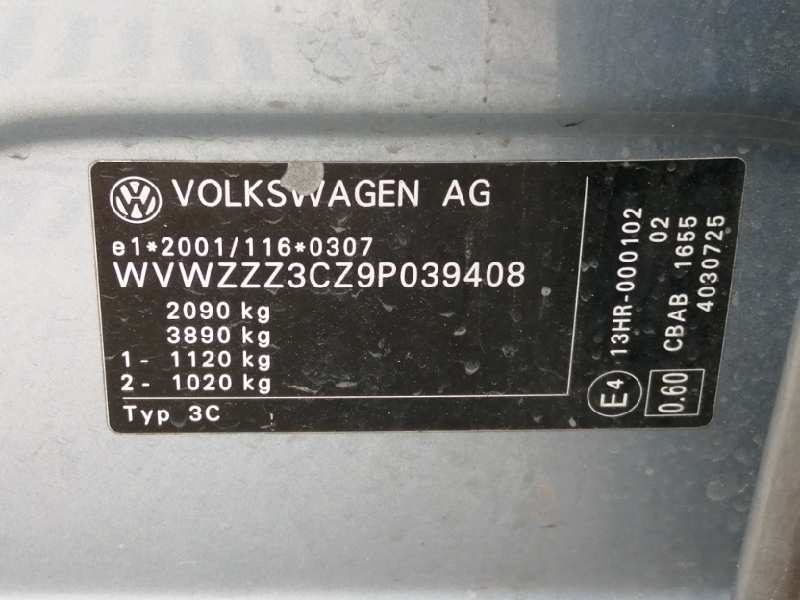 VOLKSWAGEN AG
e1*2001/116*0307
WVWZZZ3CZ9P039408
2090 kg
3890 kg
1- 1120 kg
2- 1020 kg
Typ 3C
E4 13HR-000102
02
0.60 CBAB 1655
4030725